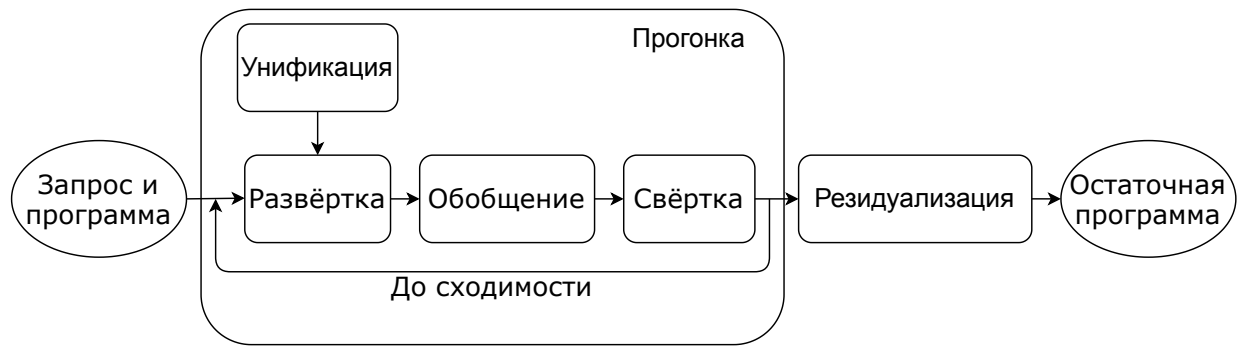 Прогонка
Унификация
Запрос и
программа
Развёртка
Обобщение
Свёртка
Резидуализация
Остаточная
программа
До сходимости